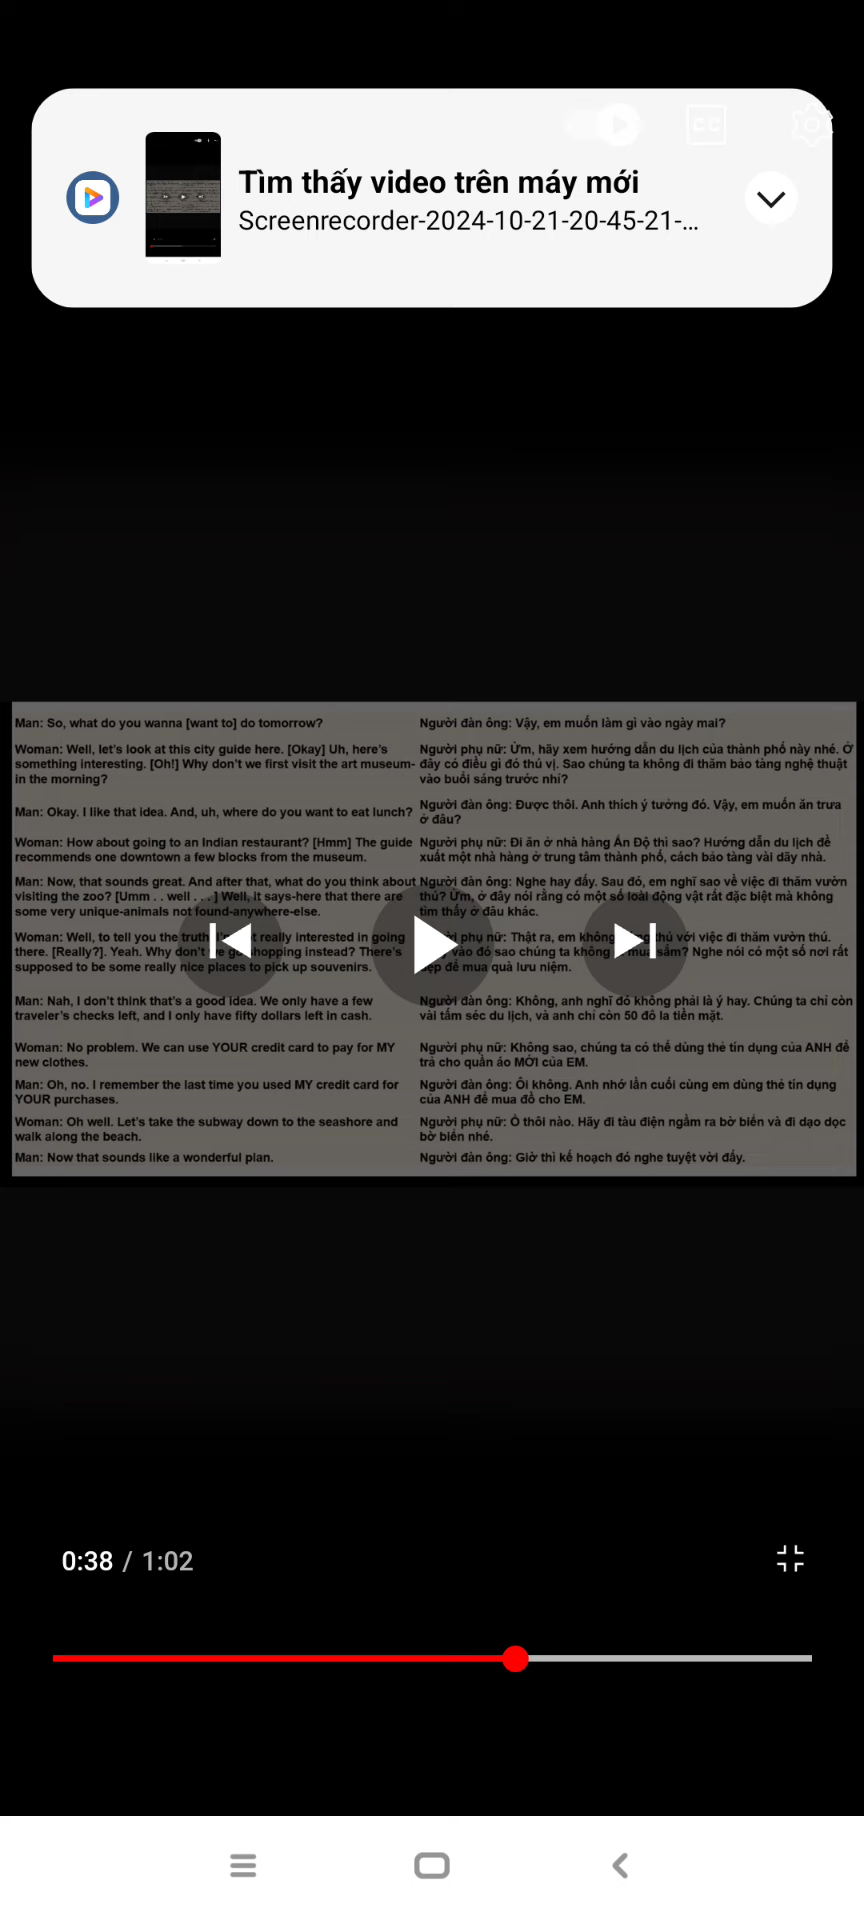 Tìm thấy video trên máy mới
Screenrecorder-2024-10-21-20-45-21-...
CC
Man: So, what do you wanna [want to] do tomorrow?
Woman: Well, let's look at this city guide here. [Okay] Uh, here's
something interesting. [Oh!] Why don't we first visit the art museum-
in the morning?
Man: Okay. I like that idea. And, uh, where do you want to eat lunch?
Woman: How about going to an Indian restaurant? [Hmm] The guide
recommends one downtown a few blocks from the museum.
Man: Now, that sounds great. And after that, what do you think about
visiting the zoo? [Umm . . well . . . ] Well, it says-here that there are
some very unique-animals not found-anywhere-else.
Woman: Well, to tell you the truth, really interested in going
there. [Really?]. Yeah. Why don't we go shopping instead? There's
supposed to be some really nice places to pick up souvenirs.
Man: Nah, I don't think that's a good idea. We only have a few
traveler's checks left, and I only have fifty dollars left in cash.
Woman: No problem. We can use YOUR credit card to pay for MY
new clothes.
Man: Oh, no. I remember the last time you used MY credit card for
YOUR purchases.
Woman: Oh well. Let's take the subway down to the seashore and
walk along the beach.
Man: Now that sounds like a wonderful plan.
Người đàn ông: Vậy, em muốn làm gì vào ngày mai?
Người phụ nữ: Ừm, hãy xem hướng dẫn du lịch của thành phố này nhé. Ở
đây có điều gì đó thú vị. Sao chúng ta không đi thăm bảo tàng nghệ thuật
vào buổi sáng trước nhỉ?
Người đàn ông: Được thôi. Anh thích ý tưởng đó. Vậy, em muốn ăn trưa
ở đâu?
Người phụ nữ: Đi ăn ở nhà hàng Ấn Độ thì sao? Hướng dẫn du lịch đề
xuất một nhà hàng ở trung tâm thành phố, cách bảo tàng vài dãy nhà.
Người đàn ông: Nghe hay đấy. Sau đó, em nghĩ sao về việc đi thăm vườn
thú? Ừm, ở đây nói rằng có một số loài động vật rất đặc biệt mà không
tìm thấy ở đâu khác.
phụ nữ: Thật ra, em không thú với việc đi thăm vườn thú.
vào đó sao chúng ta không mua sắm? Nghe nói có một số nơi rất
đẹp để mua quà lưu niệm.
Người đàn ông: Không, anh nghĩ đó không phải là ý hay. Chúng ta chỉ còn
vài tấm séc du lịch, và anh chỉ còn 50 đô la tiền mặt.
Người phụ nữ: Không sao, chúng ta có thể dùng thẻ tín dụng của ANH để
trả cho quần áo MỚI của EM.
Người đàn ông: Ôi không. Anh nhớ lần cuối cùng em dùng thẻ tín dụng
của ANH để mua đồ cho EM.
Người phụ nữ: Ồ thôi nào. Hãy đi tàu điện ngầm ra bờ biển và đi dạo dọc
bờ biển nhé.
Người đàn ông: Giờ thì kế hoạch đó nghe tuyệt vời đấy.
0:38 / 1:02